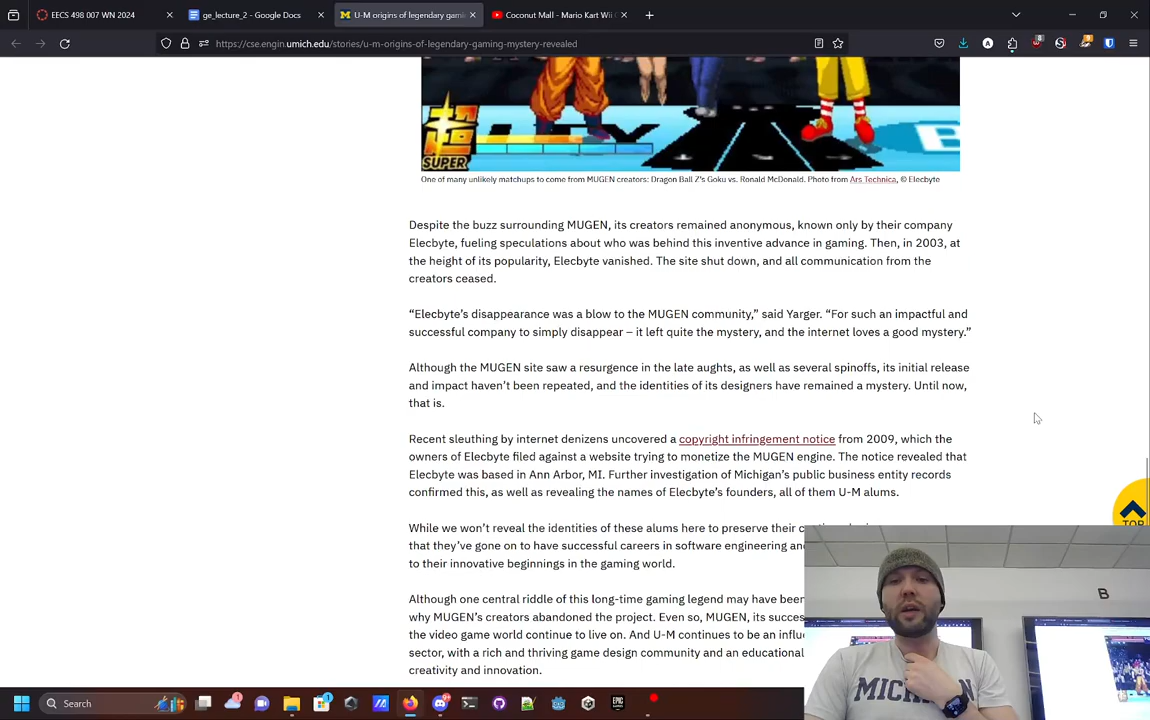 EECS 498 007 WN 2024
ge_lecture_2 - Google Docs
U-M origins of legendary gami
Coconut Mall - Mario Kart Wii
https://cse.engin.umich.edu/stories/u-m-origins-of-legendary-gaming-mystery-revealed
SUPER
One of many unlikely matchups to come from MUGEN creators: Dragon Ball Z's Goku vs. Ronald McDonald. Photo from Ars Technica, © Elecbyte
Despite the buzz surrounding MUGEN, its creators remained anonymous, known only by their company
Elecbyte, fueling speculations about who was behind this inventive advance in gaming. Then, in 2003, at
the height of its popularity, Elecbyte vanished. The site shut down, and all communication from the
creators ceased.
“Elecbyte’s disappearance was a blow to the MUGEN community,” said Yarger. “For such an impactful and
successful company to simply disappear – it left quite the mystery, and the internet loves a good mystery.”
Although the MUGEN site saw a resurgence in the late aughts, as well as several spinoffs, its initial release
and impact haven’t been repeated, and the identities of its designers have remained a mystery. Until now,
that is.
Recent sleuthing by internet denizens uncovered a copyright infringement notice from 2009, which the
owners of Elecbyte filed against a website trying to monetize the MUGEN engine. The notice revealed that
Elecbyte was based in Ann Arbor, MI. Further investigation of Michigan’s public business entity records
confirmed this, as well as revealing the names of Elecbyte’s founders, all of them U-M alums.
TOP
While we won’t reveal the identities of these alums here to preserve their
that they’ve gone on to have successful careers in software engineering and
to their innovative beginnings in the gaming world.
B
Although one central riddle of this long-time gaming legend may have been
why MUGEN’s creators abandoned the project. Even so, MUGEN, its
the video game world continue to live on. And U-M continues to be an
sector, with a rich and thriving game design community and an educational
creativity and innovation.
MICHIGAN
Search